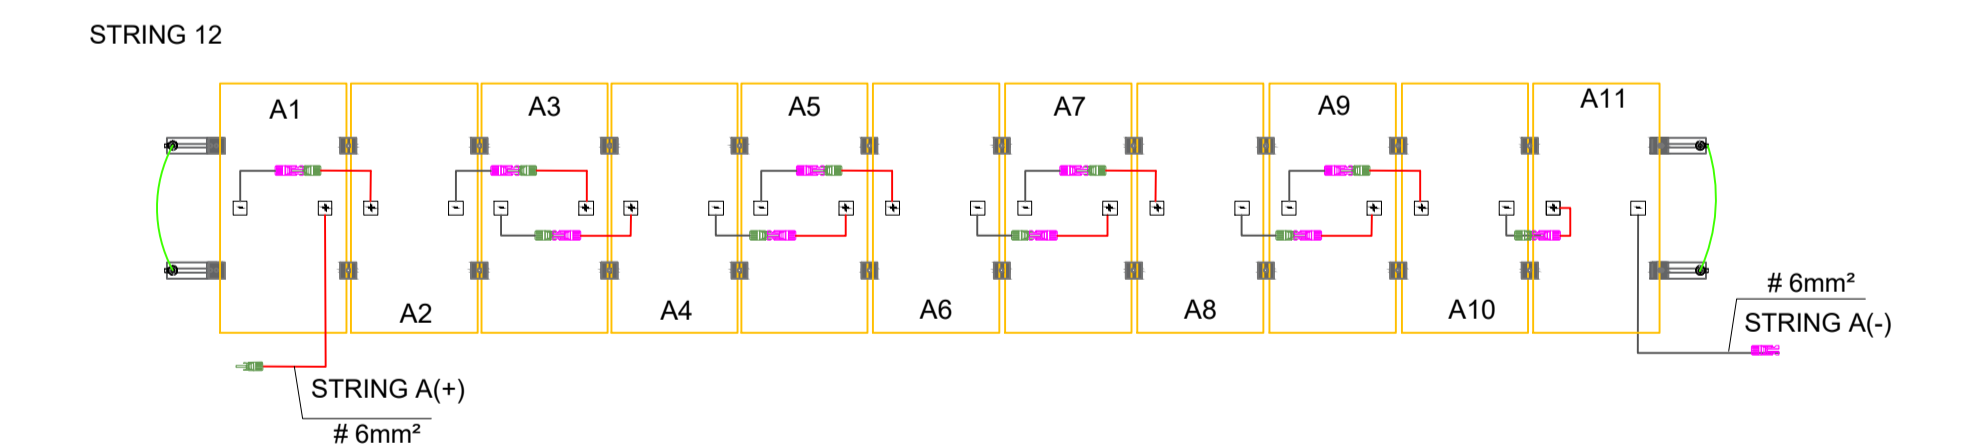 STRING 12
A1
A2
A3
A4
A5
A6
A7
A8
A9
A10
A11
- + + - - + + - - + + - - + + - - + + - + -
STRING A(+)
# 6mm²
# 6mm²
STRING A(-)